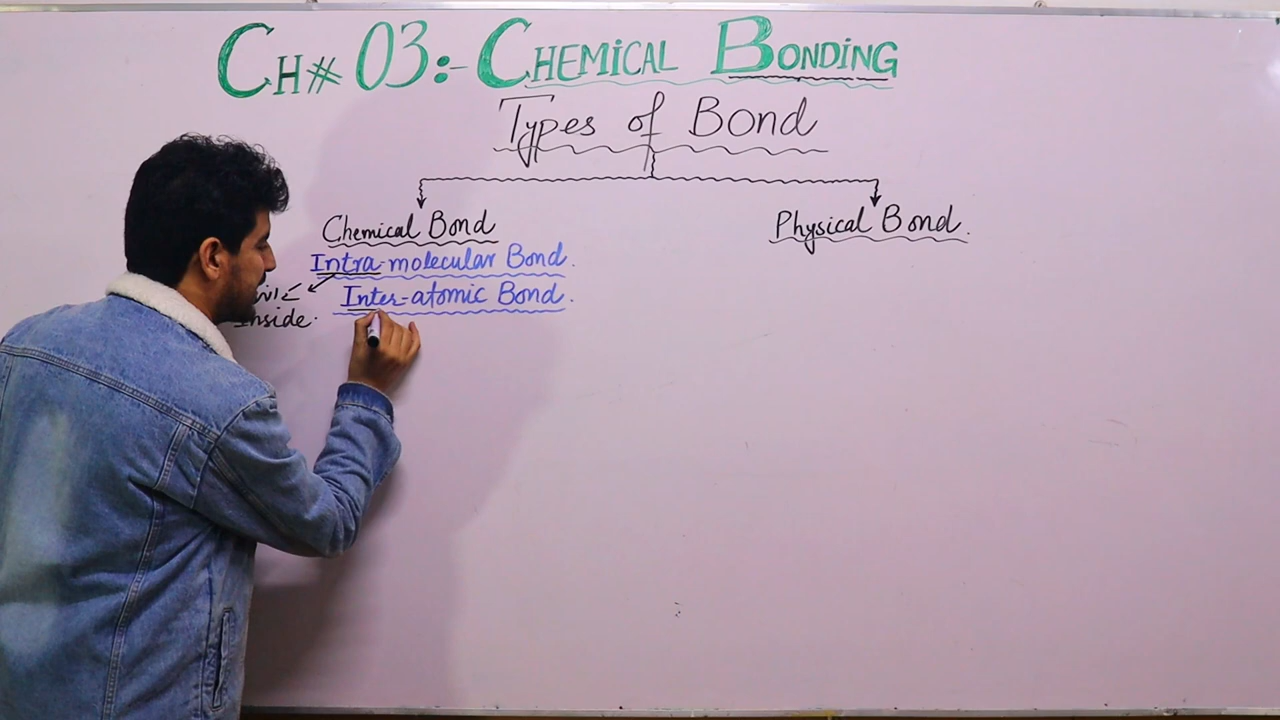 CH# 03:- CHEMICAL BONDING
Types of Bond
Chemical Bond
Physical Bond.
Intra-molecular Bond.
Inter-atomic Bond.
Inside.